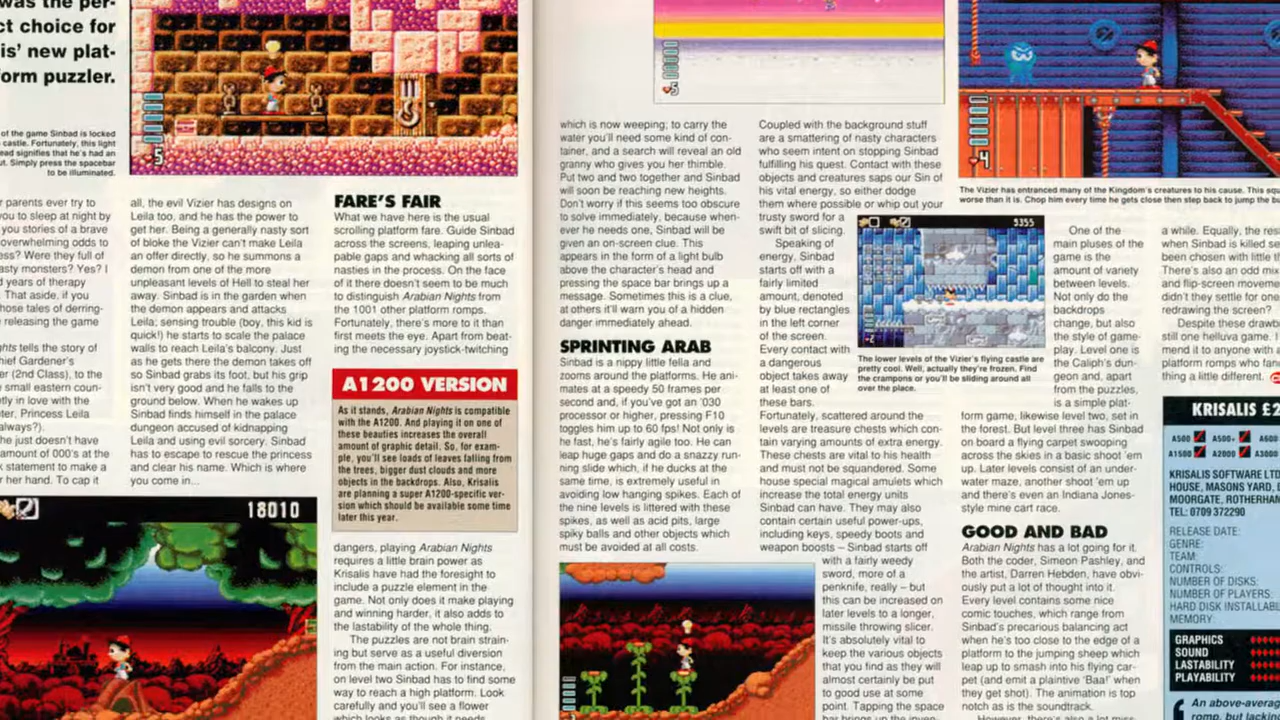 was the per-
ct choice for
is' new plat-
orm puzzler.
of the game Sinbad is locked
castle. Fortunately, this light
ead signifies that he's had an
ut. Simply press the spacebar
to be illuminated.
5
r parents ever try to
you to sleep at night by
you stories of a brave
overwhelming odds to
ess? Were they full of
asty monsters? Yes? I
d years of therapy
That aside, if you
hose tales of derring-
releasing the game
hts tells the story of
hief Gardener's
er (2nd Class), to the
e small eastern coun-
tly in love with the
ter, Princess Leila
always?).
he just doesn't have
amount of 000's at the
k statement to make a
r her hand. To cap it
all, the evil Vizier has designs on
Leila too, and he has the power to
get her. Being a generally nasty sort
of bloke the Vizier can't make Leila
an offer directly, so he summons a
demon from one of the more
unpleasant levels of Hell to steal her
away. Sinbad is in the garden when
the demon appears and attacks
Leila; sensing trouble (boy, this kid is
quick!) he starts to scale the palace
walls to reach Leila's balcony. Just
as he gets there the demon takes off
so Sinbad grabs its foot, but his grip
isn't very good and he falls to the
ground below. When he wakes up
Sinbad finds himself in the palace
dungeon accused of kidnapping
Leila and using evil sorcery. Sinbad
has to escape to rescue the princess
and clear his name. Which is where
you come in...
18010
FARE'S FAIR
What we have here is the usual
scrolling platform fare. Guide Sinbad
across the screens, leaping unlea-
pable gaps and whacking all sorts of
nasties in the process. On the face
of it there doesn't seem to be much
to distinguish Arabian Nights from
the 1001 other platform romps.
Fortunately, there's more to it than
first meets the eye. Apart from beat-
ing the necessary joystick-twitching
A1200 VERSION
As it stands, Arabian Nights is compatible
with the A1200. And playing it on one of
these beauties increases the overall
amount of graphic detail. So, for exam-
ple, you'll see loads of leaves falling from
the trees, bigger dust clouds and more
objects in the backdrops. Also, Krisalis
are planning a super A1200-specific ver-
sion which should be available some time
later this year.
dangers, playing Arabian Nights
requires a little brain power as
Krisalis have had the foresight to
include a puzzle element in the
game. Not only does it make playing
and winning harder, it also adds to
the lastability of the whole thing.
The puzzles are not brain strain-
ing but serve as a useful diversion
from the main action. For instance,
on level two Sinbad has to find some
way to reach a high platform. Look
carefully and you'll see a flower
which looks as though it needs
5
which is now weeping; to carry the
water you'll need some kind of con-
tainer, and a search will reveal an old
granny who gives you her thimble.
Put two and two together and Sinbad
will soon be reaching new heights.
Don't worry if this seems too obscure
to solve immediately, because when-
ever he needs one, Sinbad will be
given an on-screen clue. This
appears in the form of a light bulb
above the character's head and
pressing the space bar brings up a
message. Sometimes this is a clue,
at others it'll warn you of a hidden
danger immediately ahead.
SPRINTING ARAB
Sinbad is a nippy little fella and
zooms around the platforms. He ani-
mates at a speedy 50 frames per
second and, if you've got an '030
processor or higher, pressing F10
toggles him up to 60 fps! Not only is
he fast, he's fairly agile too. He can
leap huge gaps and do a snazzy run-
ning slide which, if he ducks at the
same time, is extremely useful in
avoiding low hanging spikes. Each of
the nine levels is littered with these
spikes, as well as acid pits, large
spiky balls and other objects which
must be avoided at all costs.
Coupled with the background stuff
are a smattering of nasty characters
who seem intent on stopping Sinbad
fulfilling his quest. Contact with these
objects and creatures saps our Sin of
his vital energy, so either dodge
them where possible or whip out your
trusty sword for a
swift bit of slicing.
Speaking of
energy. Sinbad
starts off with a
fairly limited
amount, denoted
by blue rectangles
in the left corner
of the screen.
Every contact with
a dangerous
object takes away
at least one of
these bars.
Fortunately, scattered around the
levels are treasure chests which con-
tain varying amounts of extra energy.
These chests are vital to his health
and must not be squandered. Some
house special magical amulets which
increase the total energy units
Sinbad can have. They may also
contain certain useful power-ups,
including keys, speedy boots and
weapon boosts – Sinbad starts off
with a fairly weedy
sword, more of a
penknife, really – but
this can be increased on
later levels to a longer,
missile throwing slicer.
It's absolutely vital to
keep the various objects
that you find as they will
almost certainly be put
to good use at some
point. Tapping the space
bar brings up the inven-
9355
The lower levels of the Vizier's flying castle are
pretty cool. Well, actually they're frozen. Find
the crampons or you'll be sliding around all
over the place.
4
The Vizier has entranced many of the Kingdom's creatures to his cause. This squ
worse than it is. Chop him every time he gets close then step back to jump the bu
One of the
main pluses of the
game is the
amount of variety
between levels.
Not only do the
backdrops
change, but also
the style of game-
play. Level one is
the Caliph's dun-
geon and, apart
from the puzzles,
is a simple plat-
form game, likewise level two, set in
the forest. But level three has Sinbad
on board a flying carpet swooping
across the skies in a basic shoot 'em
up. Later levels consist of an under-
water maze, another shoot 'em up
and there's even an Indiana Jones-
style mine cart race.
GOOD AND BAD
Arabian Nights has a lot going for it.
Both the coder, Simeon Pashley, and
the artist, Darren Hebden, have obvi-
ously put a lot of thought into it.
Every level contains some nice
comic touches, which range from
Sinbad's precarious balancing act
when he's too close to the edge of a
platform to the jumping sheep which
leap up to smash into his flying car-
pet (and emit a plaintive 'Baa!' when
they get shot). The animation is top
notch as is the soundtrack.
However, there's also a lot miss
a while. Equally, the res
when Sinbad is killed se
been chosen with little th
There's also an odd mix
and flip-screen moveme
didn't they settle for one
redrawing the screen?
Despite these drawb
still one helluva game. I
mend it to anyone with a
platform romps who fan
thing a little different.
KRISALIS £2
A500 A500+ A600
A1500 A2000 A3000
KRISALIS SOFTWARE LTD
HOUSE, MASONS YARD, D
MOORGATE, ROTHERHAM
TEL: 0709 372290
RELEASE DATE:
GENRE:
TEAM:
CONTROLS:
NUMBER OF DISKS:
NUMBER OF PLAYERS:
HARD DISK INSTALLABL
MEMORY:
GRAPHICS
SOUND
LASTABILITY
PLAYABILITY
An above-averag
romp, but lackin